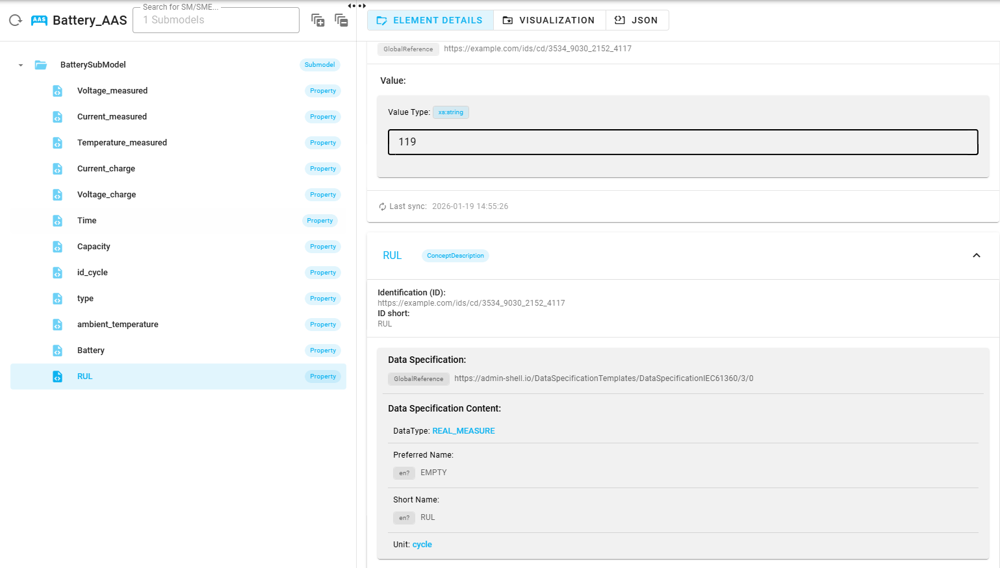 AAS Battery_AAS
Search for SM/SME...
1 Submodels
ELEMENT DETAILS
VISUALIZATION
JSON
BatterySubModel Submodel
Voltage_measured Property
Current_measured Property
Temperature_measured Property
Current_charge Property
Voltage_charge Property
Time Property
Capacity Property
id_cycle Property
type Property
ambient_temperature Property
Battery Property
RUL Property
GlobalReference https://example.com/ids/cd/3534_9030_2152_4117
Value:
Value Type: xs:string
119
Last sync: 2026-01-19 14:55:26
RUL ConceptDescription
Identification (ID):
https://example.com/ids/cd/3534_9030_2152_4117
ID short:
RUL
Data Specification:
GlobalReference https://admin-shell.io/DataSpecificationTemplates/DataSpecificationIEC61360/3/0
Data Specification Content:
DataType: REAL_MEASURE
Preferred Name:
en? EMPTY
Short Name:
en? RUL
Unit: cycle